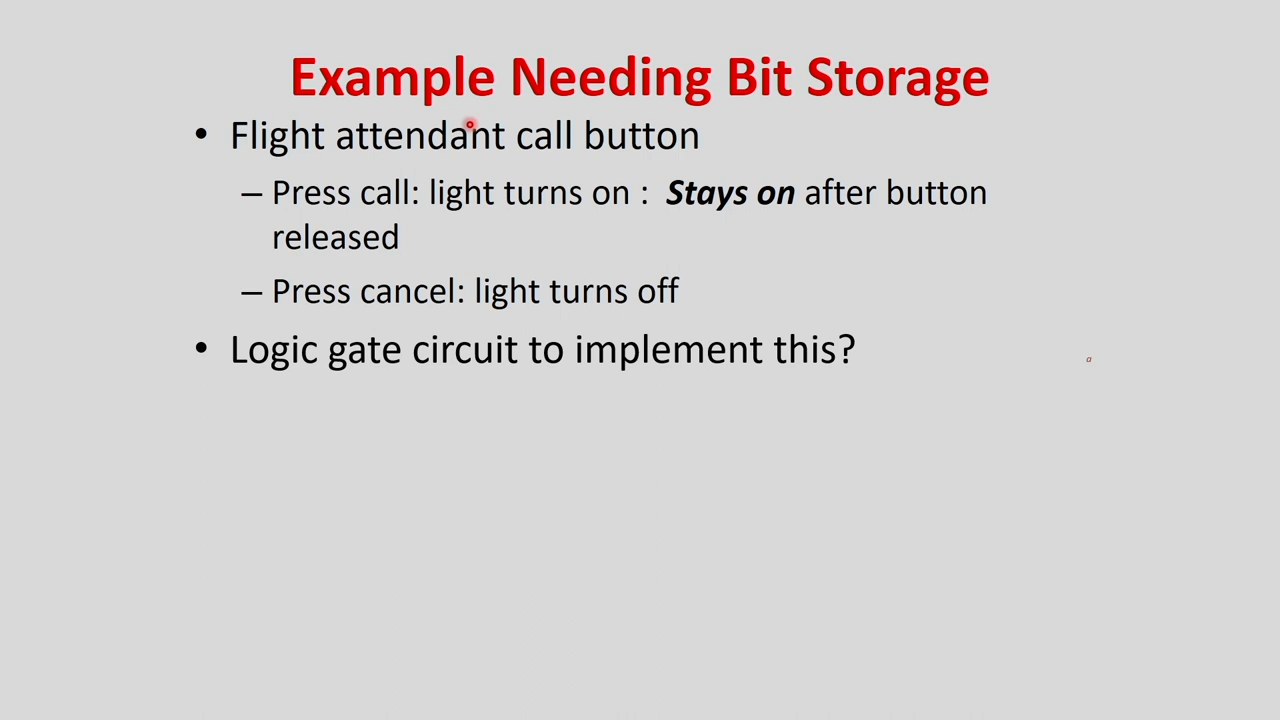 Example Needing Bit Storage
• Flight attendant call button
– Press call: light turns on : Stays on after button
released
– Press cancel: light turns off
• Logic gate circuit to implement this?
a